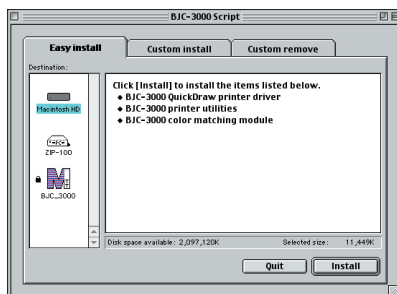 BJC-3000 Script
Easy install
Custom install
Custom remove
Destination:
Macintosh HD
ZIP-100
BJC_3000
Click [Install] to install the items listed below.
◆ BJC-3000 QuickDraw printer driver
◆ BJC-3000 printer utilities
◆ BJC-3000 color matching module
Disk space available: 2,097,120K
Selected size: 11,449K
Quit
Install